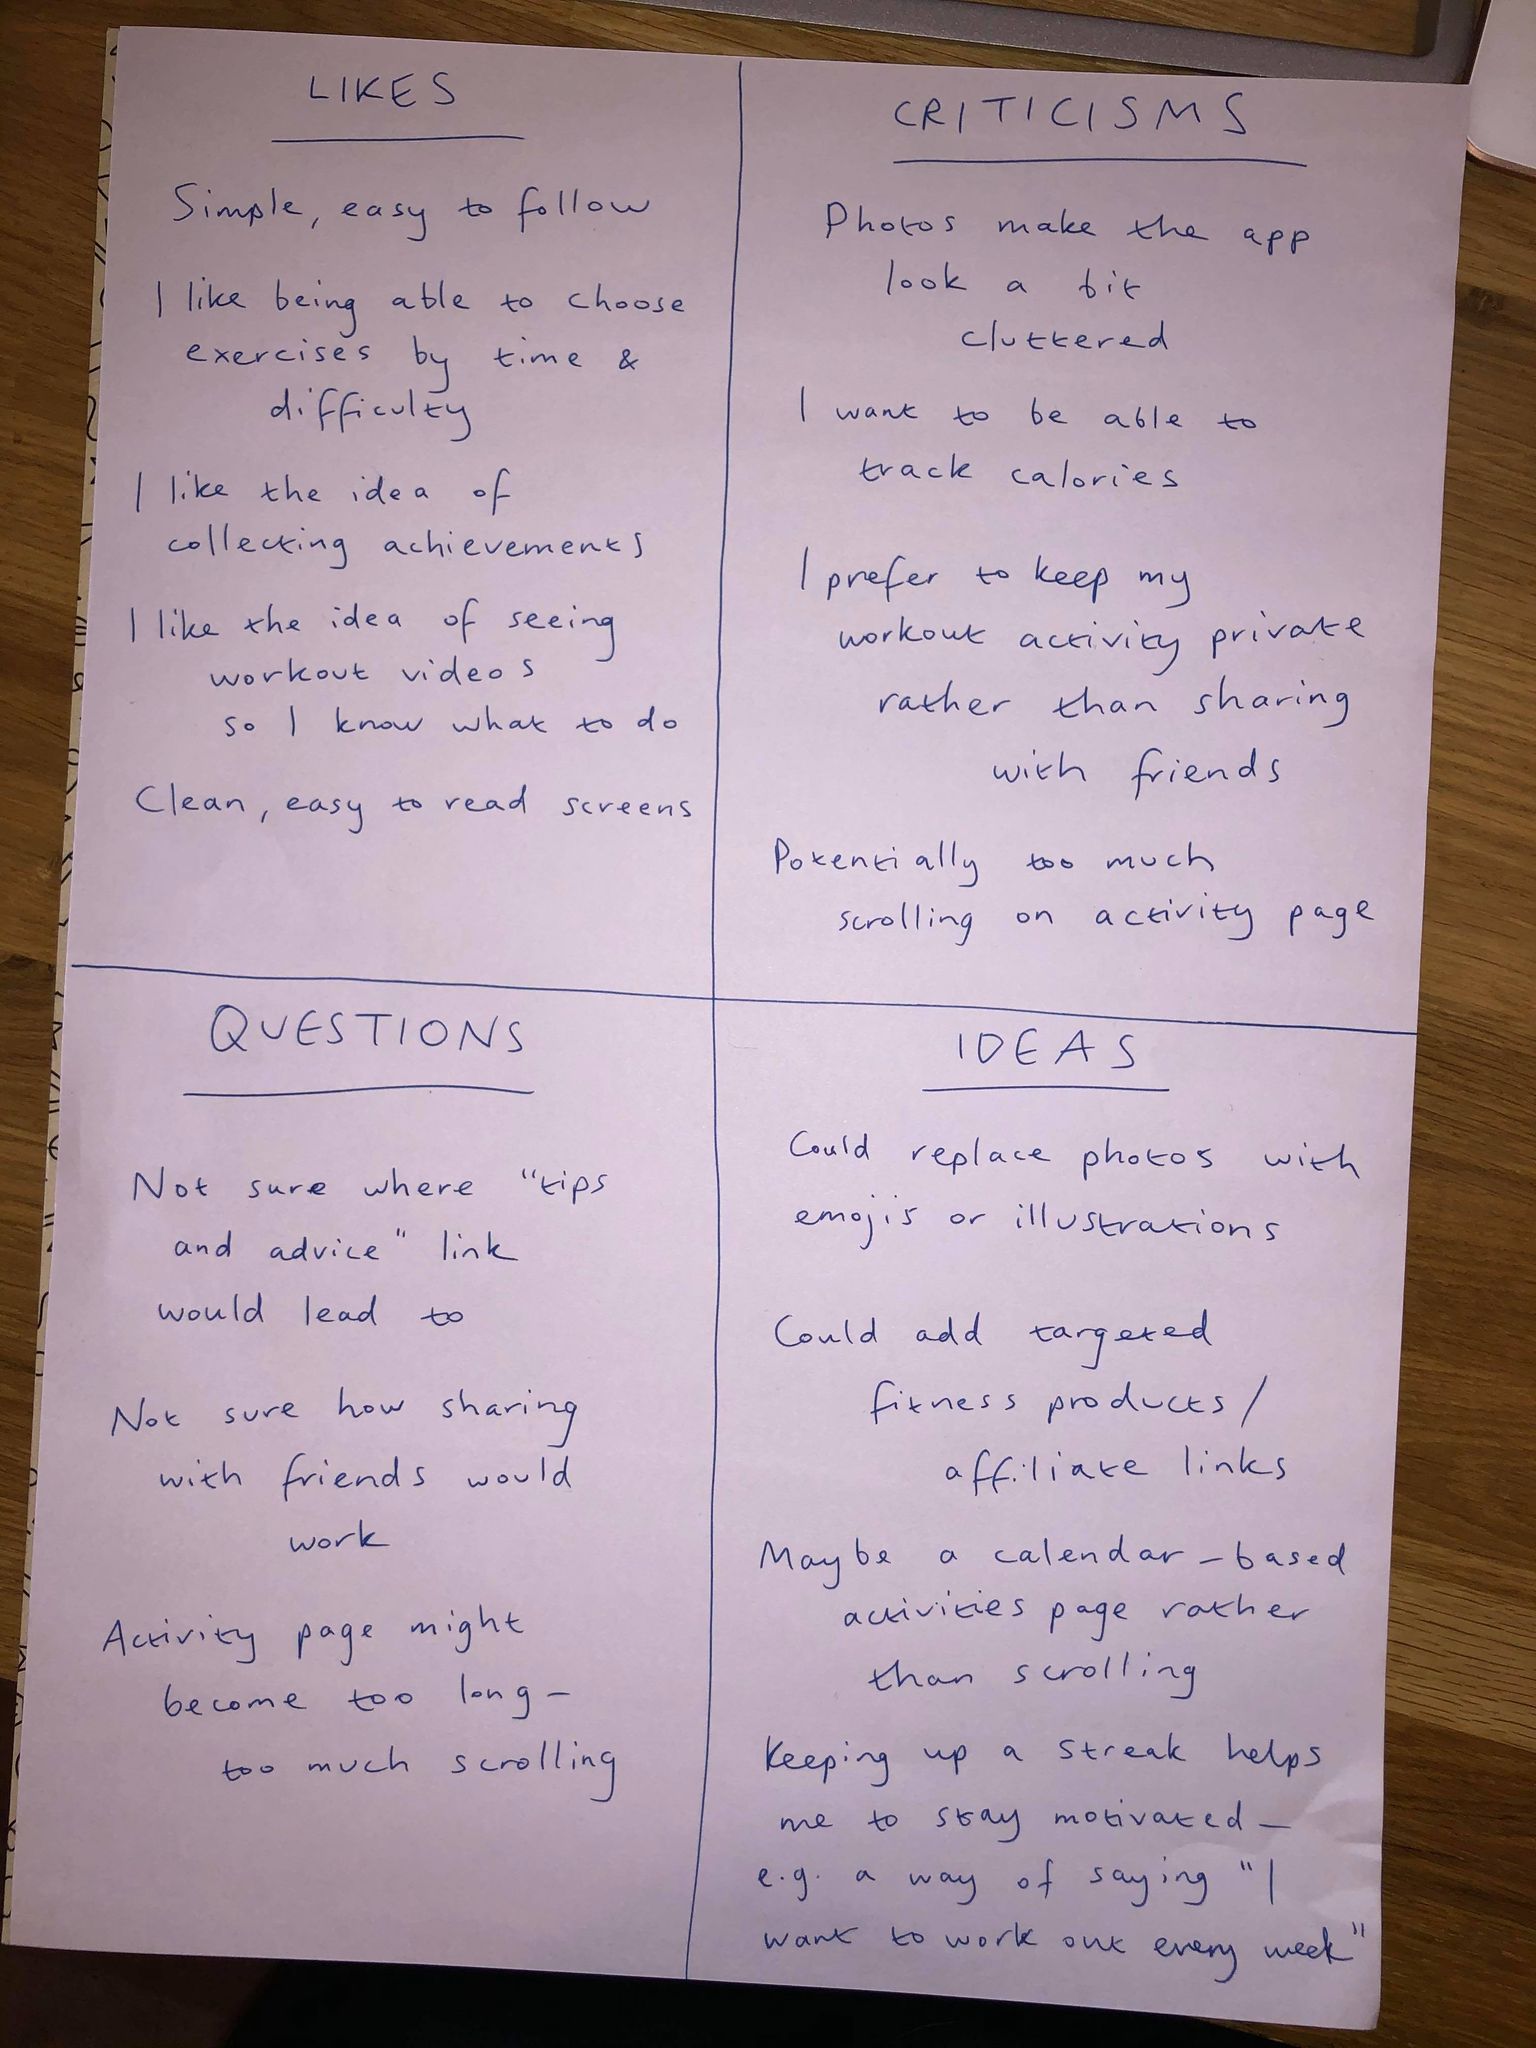 LIKES
Simple, easy to follow
I like being able to choose
exercises by time &
difficulty
I like the idea of
collecting achievements
I like the idea of seeing
workout videos
so I know what to do
Clean, easy to read screens
CRITICISMS
Photos make the app
look a bit
cluttered
I want to be able to
track calories
I prefer to keep my
workout activity private
rather than sharing
with friends
Potentially too much
scrolling on activity page
QUESTIONS
Not sure where "tips
and advice" link
would lead to
Not sure how sharing
with friends would
work
Activity page might
become too long -
too much scrolling
IDEAS
Could replace photos with
emojis or illustrations
Could add targeted
fitness products/
affiliate links
Maybe a calendar-based
activities page rather
than scrolling
Keeping up a streak helps
me to stay motivated -
e.g. a way of saying "I
want to work out every week"